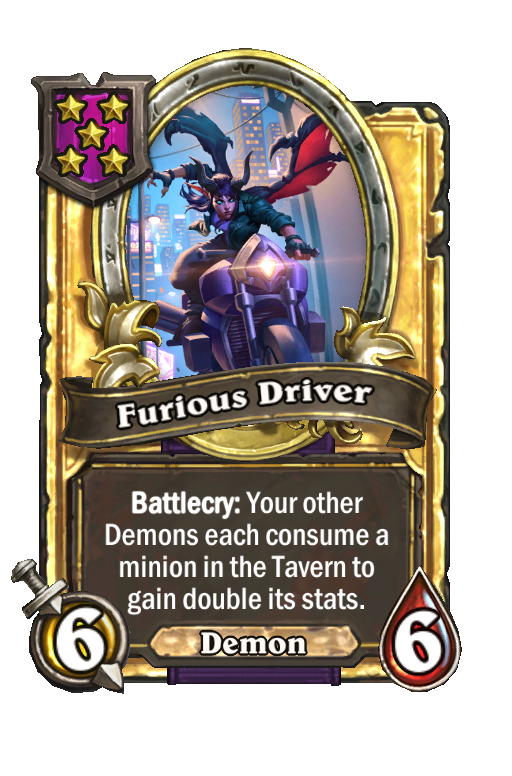 Furious Driver
Battlecry: Your other
Demons each consume a
minion in the Tavern to
gain double its stats.
6
Demon
6